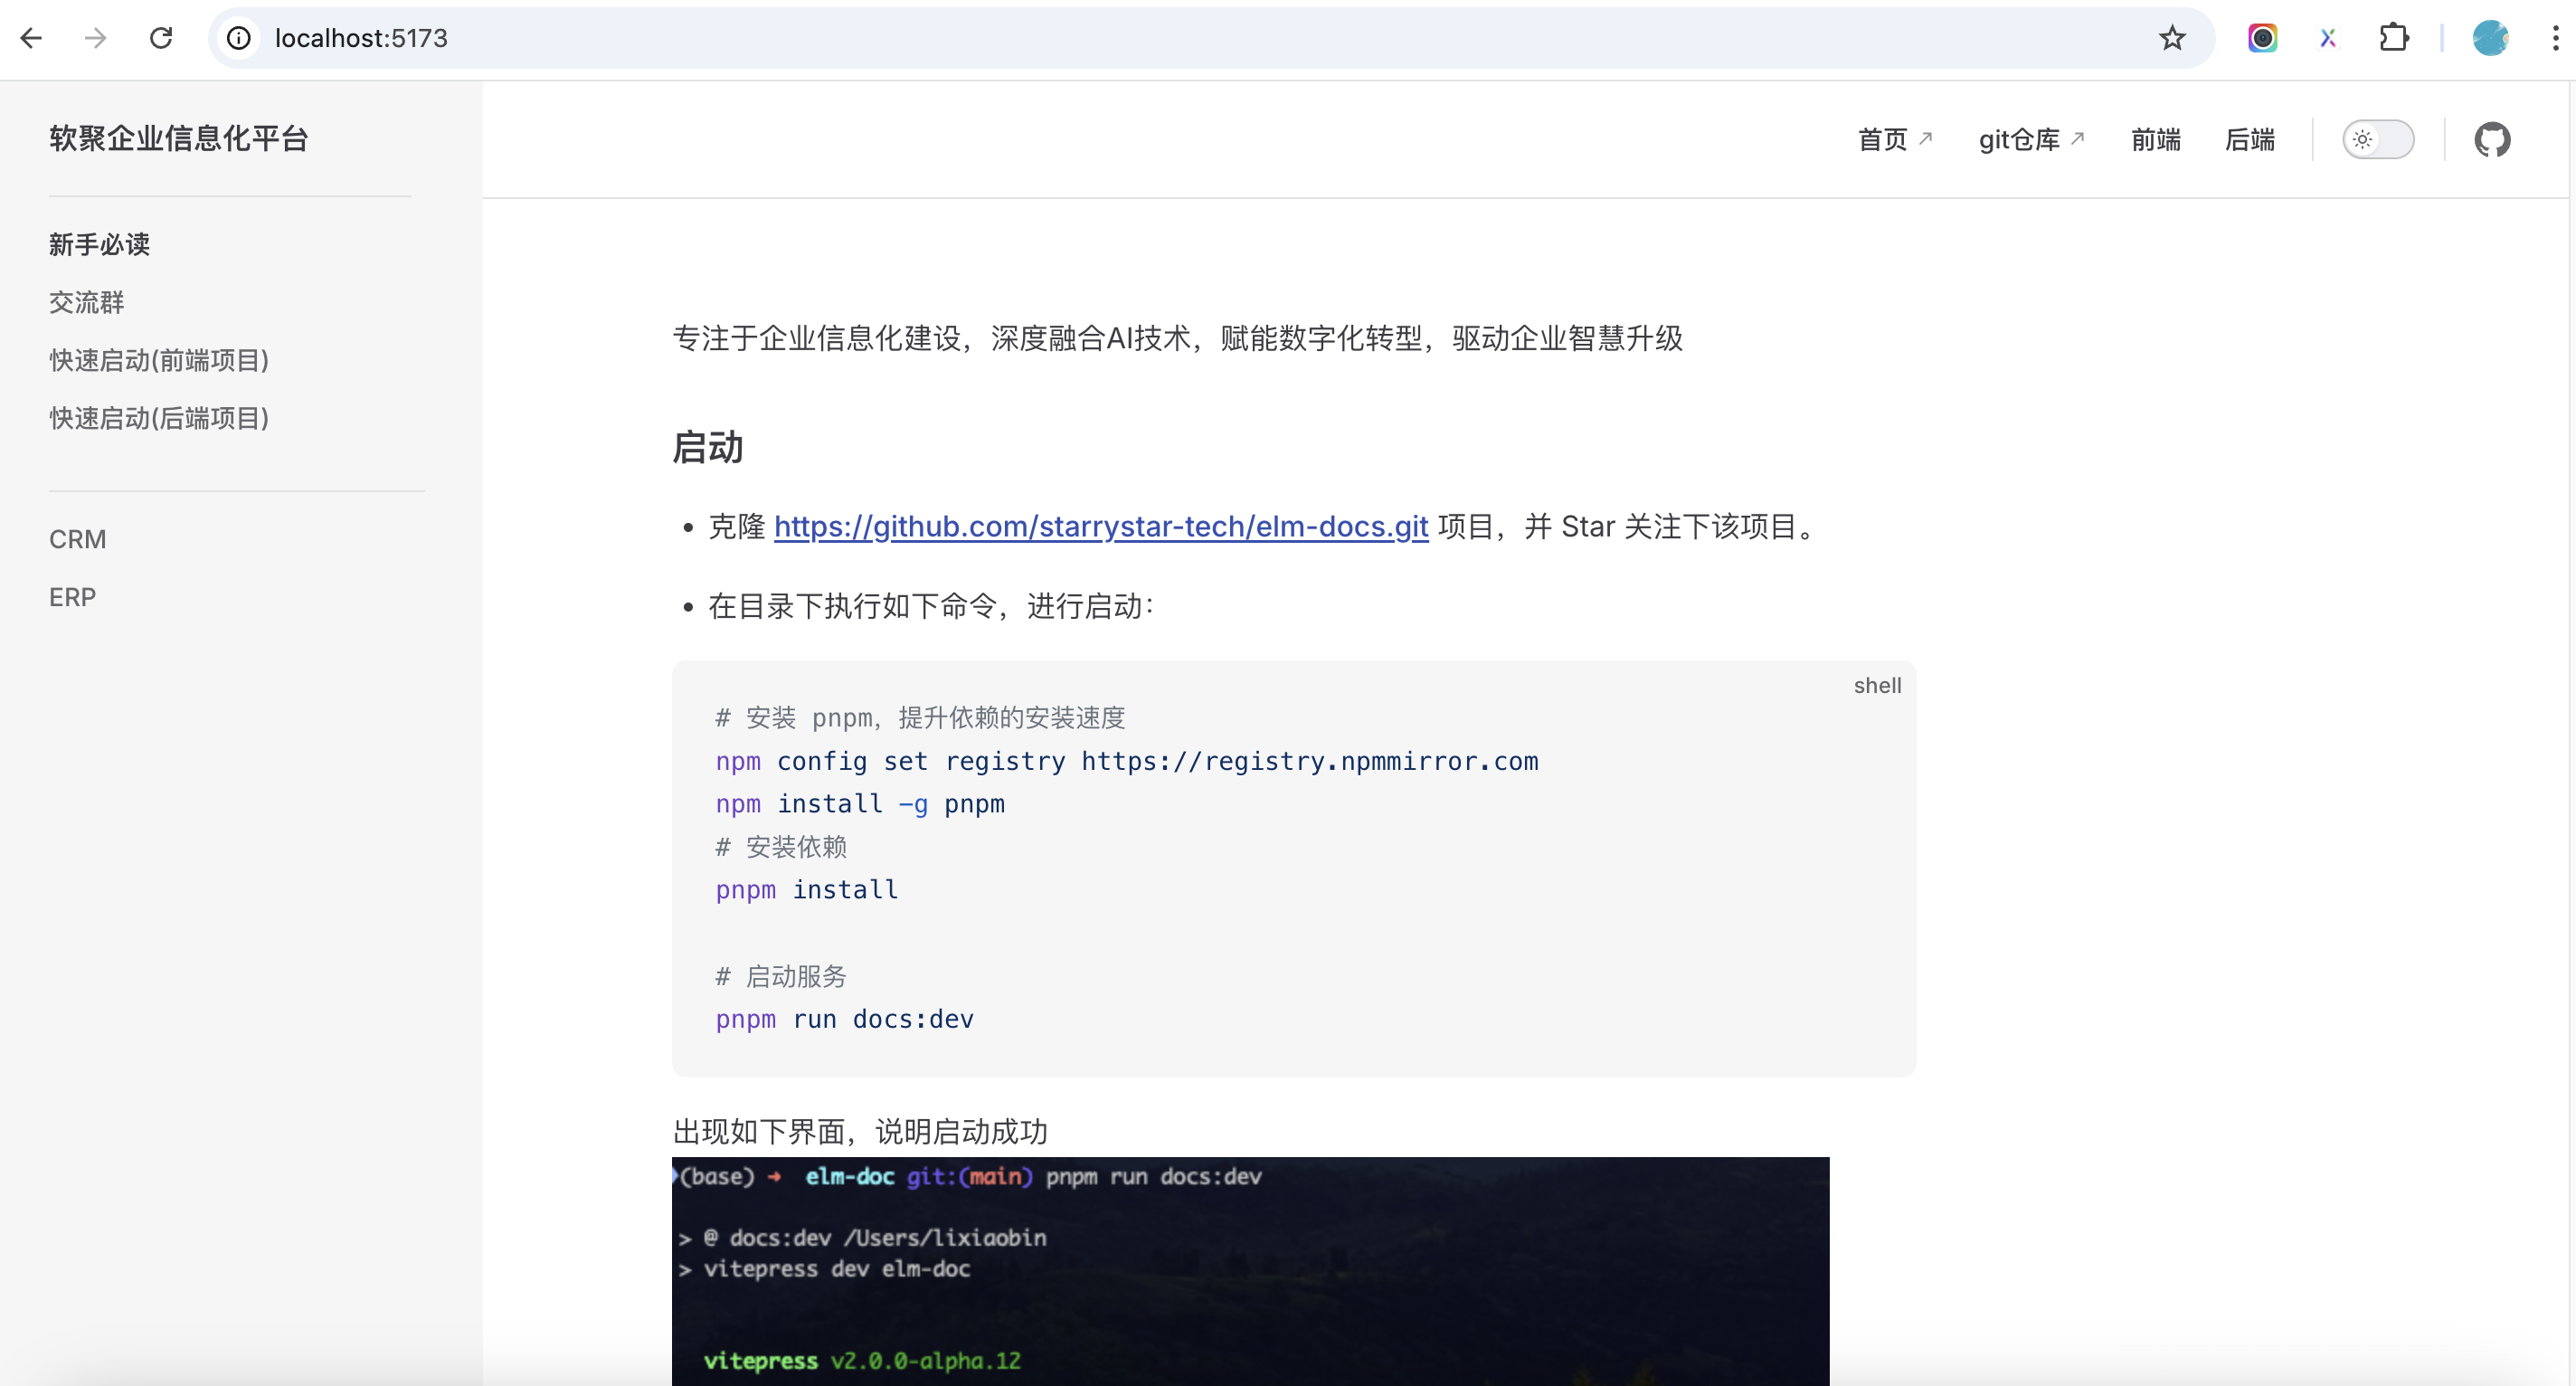 localhost:5173
软聚企业信息化平台
首页
git仓库
前端
后端
新手必读
交流群
快速启动(前端项目)
快速启动(后端项目)
CRM
ERP
专注于企业信息化建设，深度融合AI技术，赋能数字化转型，驱动企业智慧升级
启动
克隆 https://github.com/starrystar-tech/elm-docs.git 项目，并 Star 关注下该项目。
在目录下执行如下命令，进行启动：
shell
# 安装 pnpm，提升依赖的安装速度
npm config set registry https://registry.npmmirror.com
npm install -g pnpm
# 安装依赖
pnpm install
# 启动服务
pnpm run docs:dev
出现如下界面，说明启动成功
(base) ➜ elm-doc git:(main) pnpm run docs:dev
> @ docs:dev /Users/lixiaobin
> vitepress dev elm-doc
vitepress v2.0.0-alpha.12